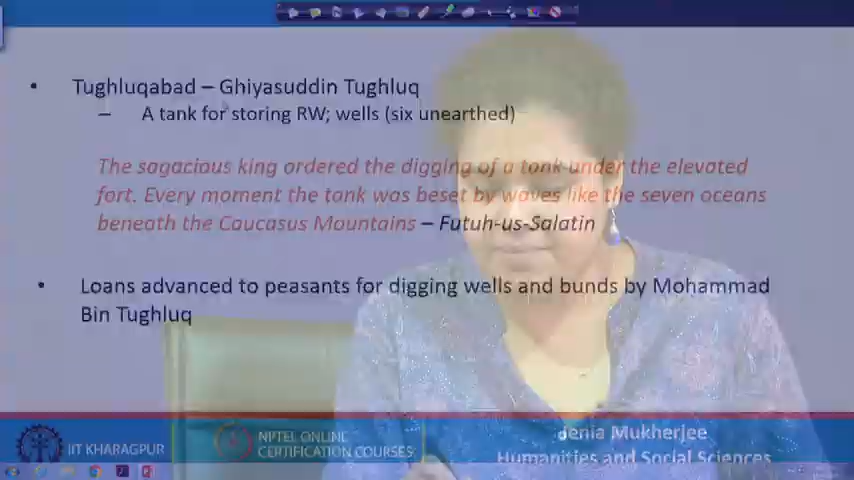 • Tughluqabad – Ghiyasuddin Tughluq
– A tank for storing RW; wells (six unearthed)
The sagacious king ordered the digging of a tank under the elevated
fort. Every moment the tank was beset by waves like the seven oceans
beneath the Caucasus Mountains – Futuh-us-Salatin
• Loans advanced to peasants for digging wells and bunds by Mohammad
Bin Tughluq
IIT KHARAGPUR
NPTEL ONLINE
CERTIFICATION COURSES
Jenia Mukherjee
Humanities and Social Sciences